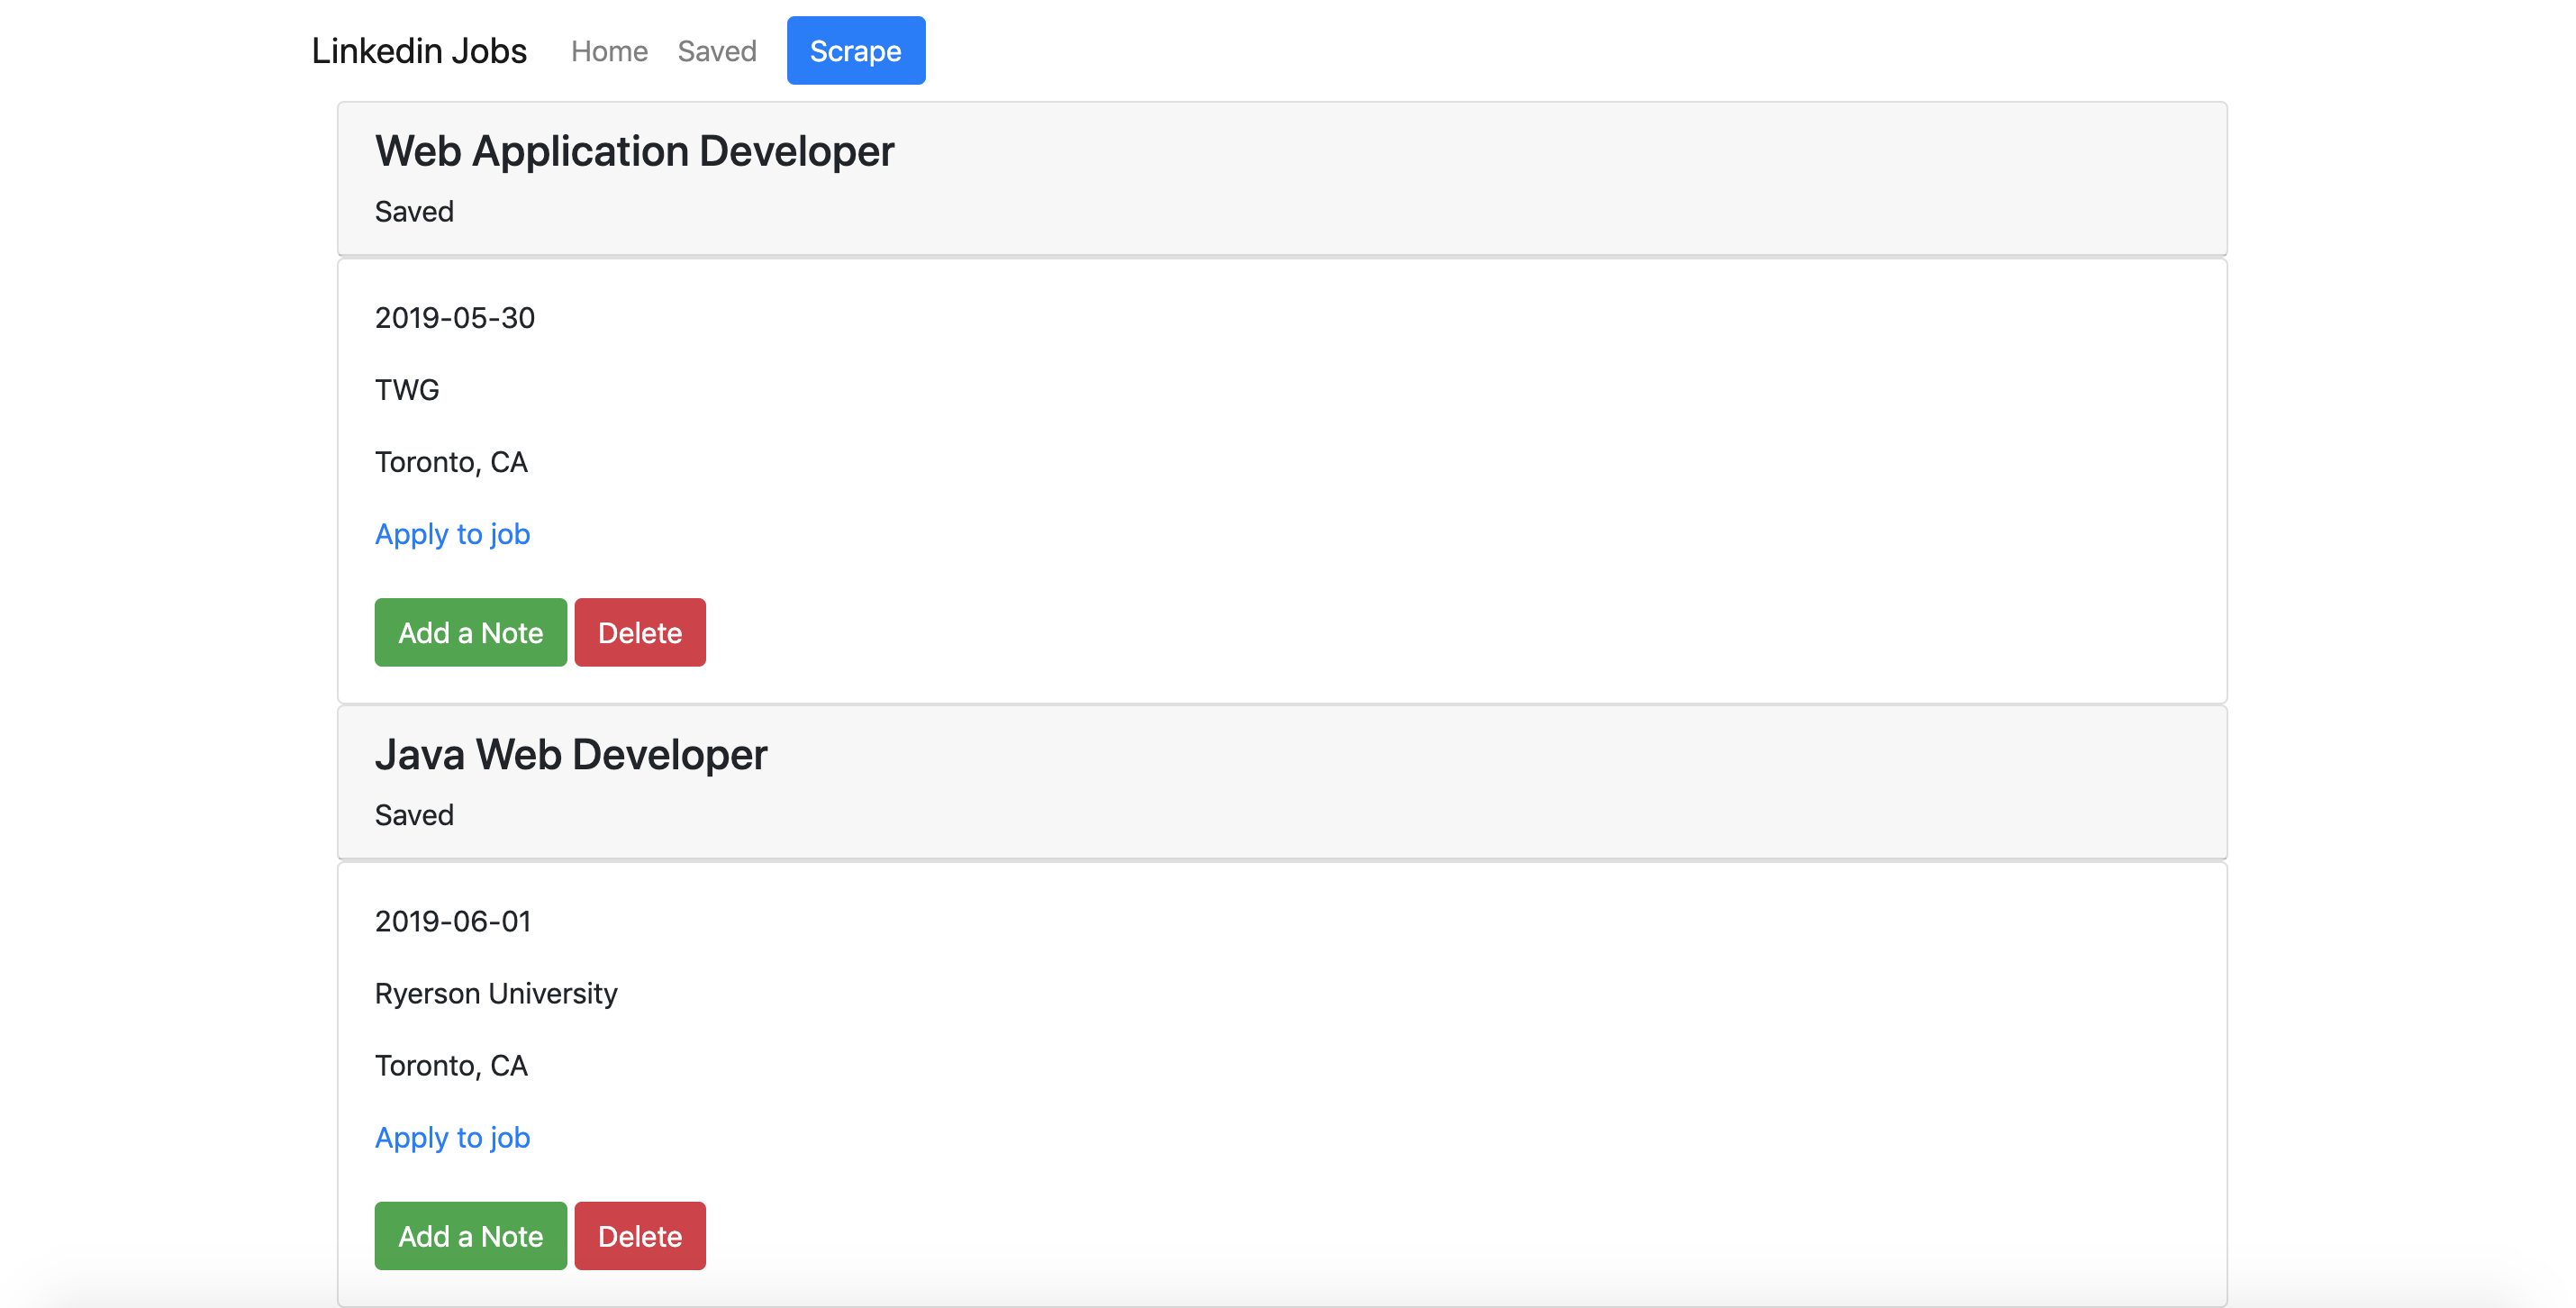 Linkedin Jobs Home Saved Scrape
Web Application Developer
Saved
2019-05-30
TWG
Toronto, CA
Apply to job
Add a Note Delete
Java Web Developer
Saved
2019-06-01
Ryerson University
Toronto, CA
Apply to job
Add a Note Delete